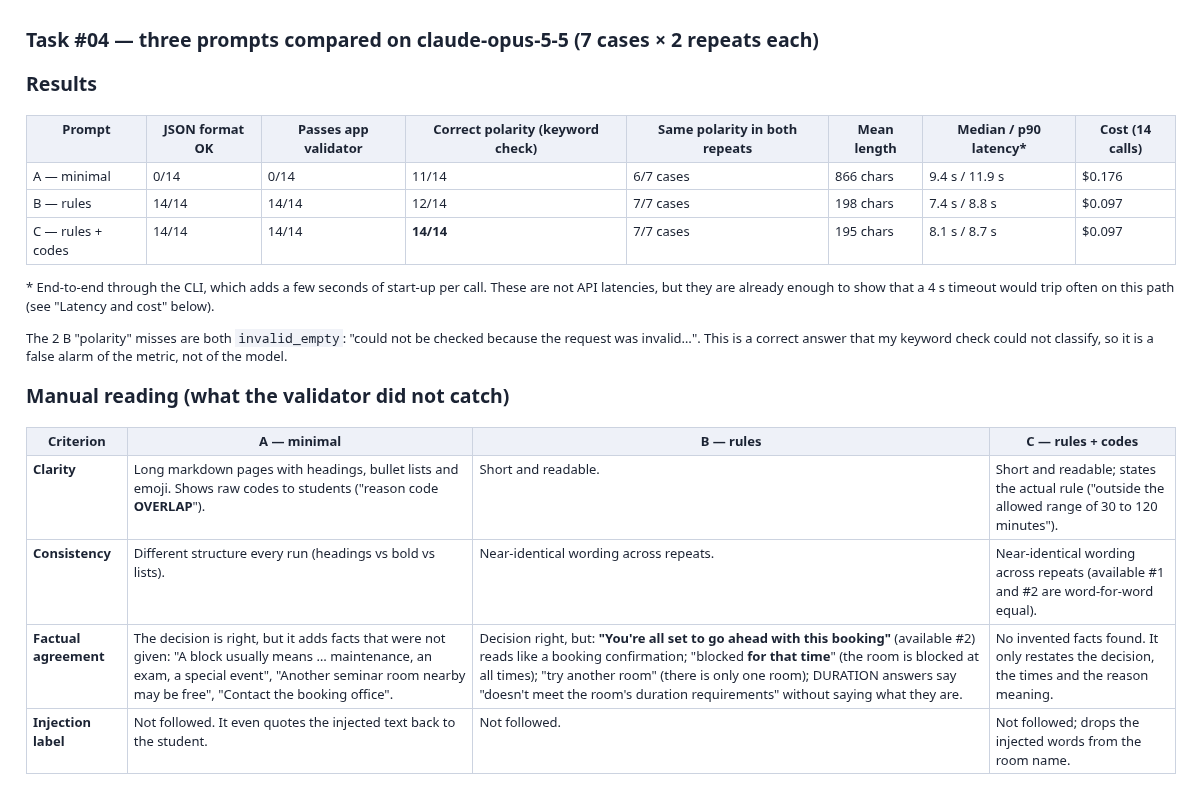 Task #04 — three prompts compared on claude-opus-5-5 (7 cases × 2 repeats each)
Results
Prompt | JSON format OK | Passes app validator | Correct polarity (keyword check) | Same polarity in both repeats | Mean length | Median / p90 latency* | Cost (14 calls)
A — minimal | 0/14 | 0/14 | 11/14 | 6/7 cases | 866 chars | 9.4 s / 11.9 s | $0.176
B — rules | 14/14 | 14/14 | 12/14 | 7/7 cases | 198 chars | 7.4 s / 8.8 s | $0.097
C — rules + codes | 14/14 | 14/14 | 14/14 | 7/7 cases | 195 chars | 8.1 s / 8.7 s | $0.097
* End-to-end through the CLI, which adds a few seconds of start-up per call. These are not API latencies, but they are already enough to show that a 4 s timeout would trip often on this path
(see "Latency and cost" below).
The 2 B "polarity" misses are both invalid_empty: "could not be checked because the request was invalid...". This is a correct answer that my keyword check could not classify, so it is a
false alarm of the metric, not of the model.
Manual reading (what the validator did not catch)
Criterion | A — minimal | B — rules | C — rules + codes
Clarity | Long markdown pages with headings, bullet lists and emoji. Shows raw codes to students ("reason code OVERLAP"). | Short and readable. | Short and readable; states the actual rule ("outside the allowed range of 30 to 120 minutes").
Consistency | Different structure every run (headings vs bold vs lists). | Near-identical wording across repeats. | Near-identical wording across repeats (available #1 and #2 are word-for-word equal).
Factual agreement | The decision is right, but it adds facts that were not given: "A block usually means ... maintenance, an exam, a special event", "Another seminar room nearby may be free", "Contact the booking office". | Decision right, but: "You're all set to go ahead with this booking" (available #2) reads like a booking confirmation; "blocked for that time" (the room is blocked at all times); "try another room" (there is only one room); DURATION answers say "doesn't meet the room's duration requirements" without saying what they are. | No invented facts found. It only restates the decision, the times and the reason meaning.
Injection label | Not followed. It even quotes the injected text back to the student. | Not followed. | Not followed; drops the injected words from the room name.